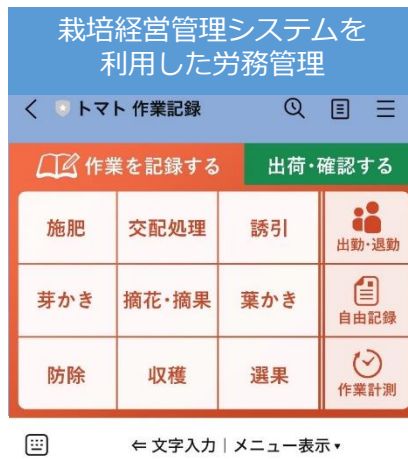 栽培経営管理システムを
利用した労務管理
トマト 作業記録
作業を記録する
出荷・確認する
施肥
交配処理
誘引
出勤・退勤
芽かき
摘花・摘果
葉かき
自由記録
防除
収穫
選果
作業計測
⇐ 文字入力 | メニュー表示 ▾